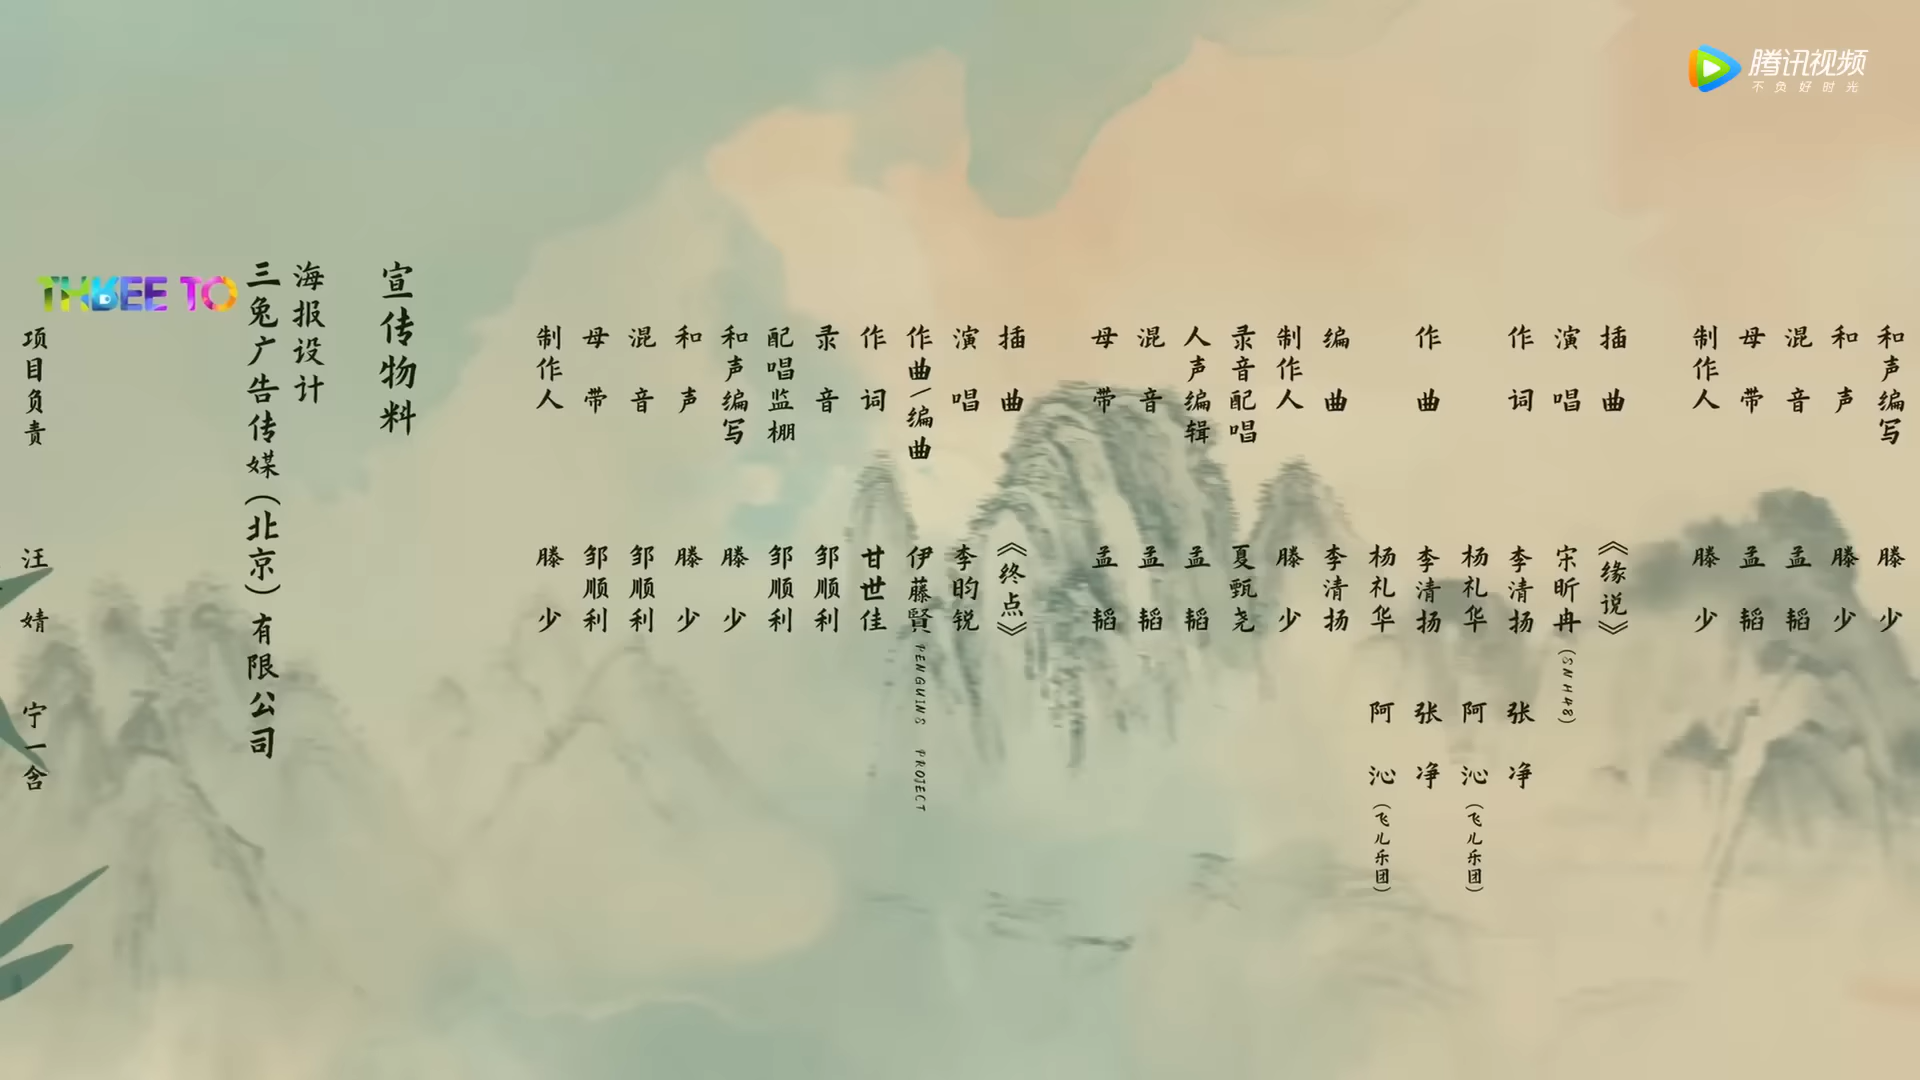 腾讯视频
不负好时光
和声编写 滕少
和声 滕少
混音 孟韬
母带 孟韬
制作人 滕少
插曲 《缘说》
演唱 宋昕冉(SNH48)
作词 李清扬 张净
杨礼华 阿沁(飞儿乐团)
作曲 李清扬 张净
杨礼华 阿沁(飞儿乐团)
编曲 李清扬
制作人 滕少
录音配唱 夏甄尧
人声编辑 孟韬
混音 孟韬
母带 孟韬
插曲 《终点》
演唱 李昀锐
作曲/编曲 伊藤賢 PENGUINS PROJECT
作词 甘世佳
录音 邹顺利
配唱监棚 邹顺利
和声编写 滕少
和声 滕少
混音 邹顺利
母带 邹顺利
制作人 滕少
宣传物料
海报设计
三兔广告传媒(北京)有限公司
THREE TO
项目负责 汪婧 宁一含